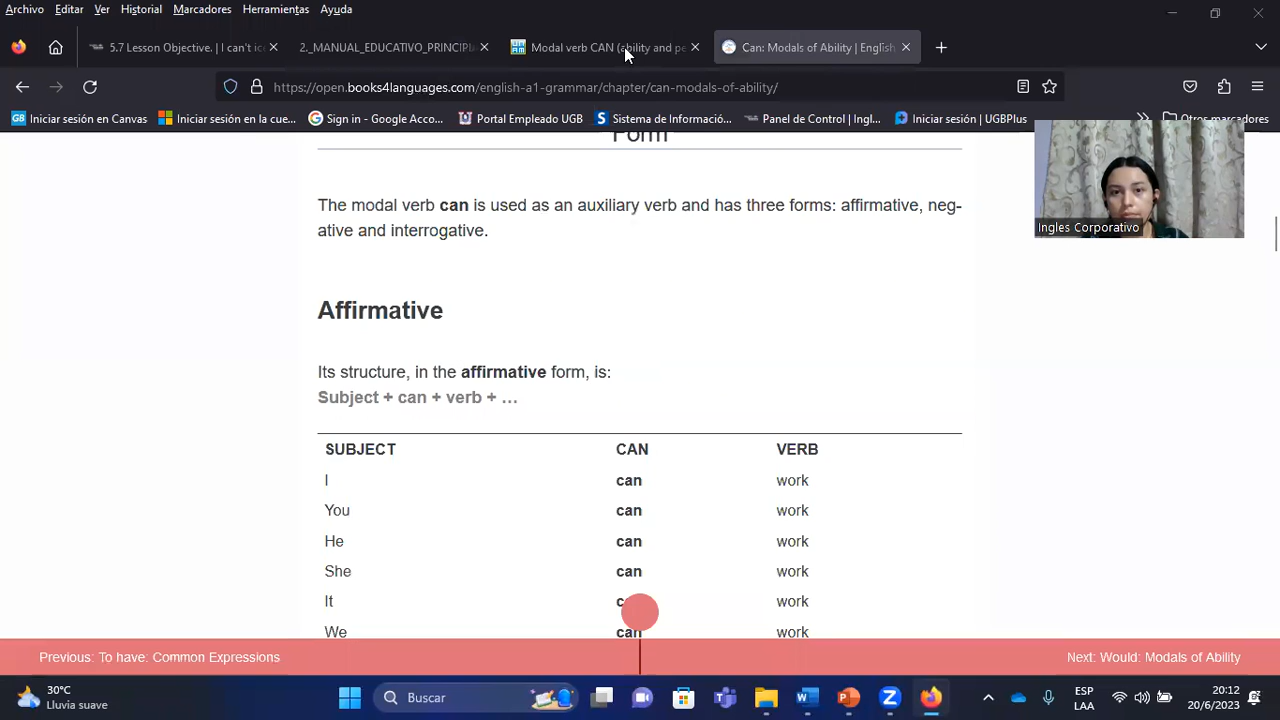 Archivo Editar Ver Historial Marcadores Herramientas Ayuda
5.7 Lesson Objective. | I can't ic
2._MANUAL_EDUCATIVO_PRINCIPI
Modal verb CAN (ability and pe
Can: Modals of Ability | English
https://open.books4languages.com/english-a1-grammar/chapter/can-modals-of-ability/
Iniciar sesión en Canvas
Iniciar sesión en la cue...
Sign in - Google Acco...
Portal Empleado UGB
Sistema de Informació...
Panel de Control | Ingl...
Iniciar sesión | UGBPlus
Otros marcadores
Form
The modal verb can is used as an auxiliary verb and has three forms: affirmative, neg-
ative and interrogative.
Ingles Corporativo
Affirmative
Its structure, in the affirmative form, is:
Subject + can + verb + …
SUBJECT CAN VERB
I can work
You can work
He can work
She can work
It work
We can work
Previous: To have: Common Expressions
Next: Would: Modals of Ability
30°C
Lluvia suave
Buscar
ESP
LAA
20:12
20/6/2023